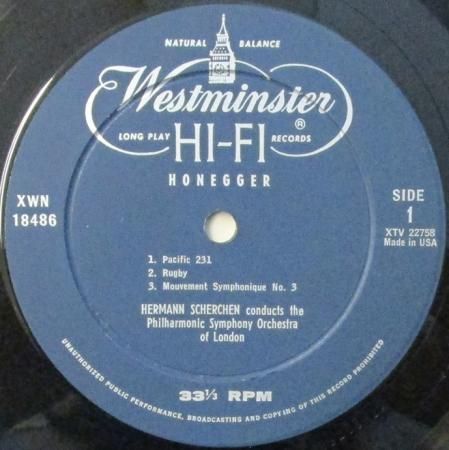 NATURAL BALANCE
Westminster®
LONG PLAY HI-FI RECORDS
HONEGGER
XWN
18486
SIDE
1
XTV 22758
Made in USA
1. Pacific 231
2. Rugby
3. Mouvement Symphonique No. 3
HERMANN SCHERCHEN conducts the
Philharmonic Symphony Orchestra
of London
33⅓ RPM
UNAUTHORIZED PUBLIC PERFORMANCE, BROADCASTING AND COPYING OF THIS RECORD PROHIBITED